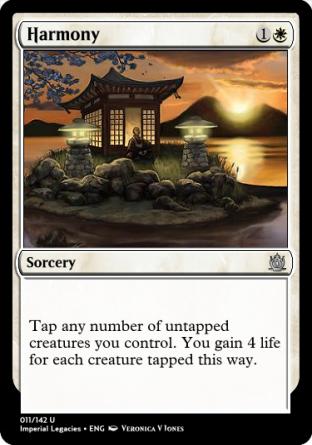 Harmony 1
Sorcery
Tap any number of untapped
creatures you control. You gain 4 life
for each creature tapped this way.
011/142 U
Imperial Legacies • ENG Veronica V Jones